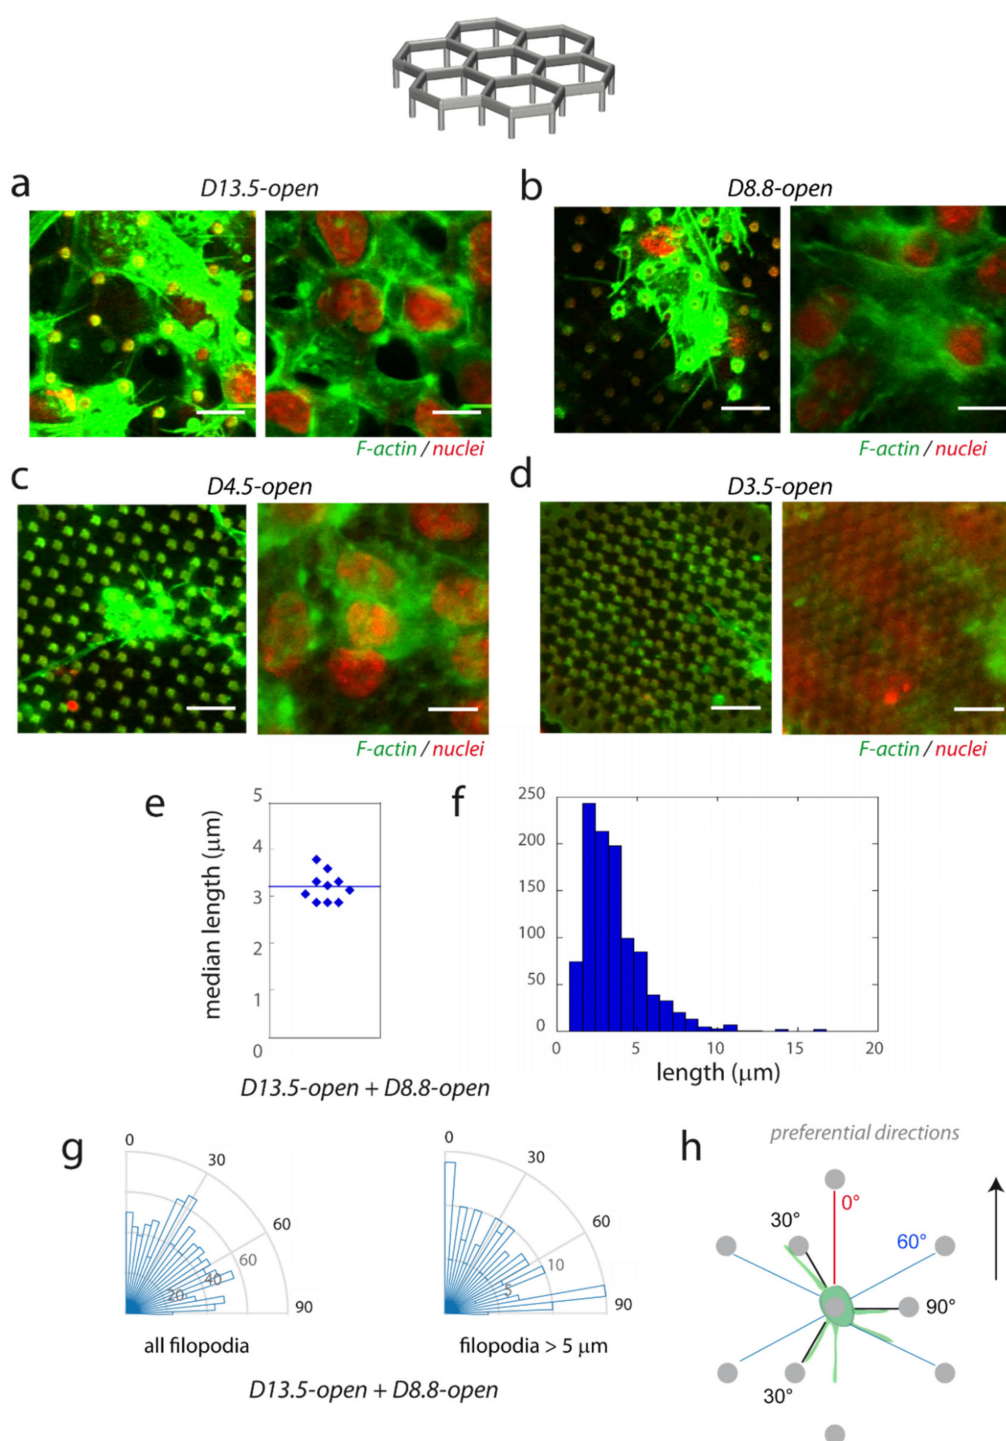 a
D13.5-open
b
D8.8-open
F-actin / nuclei
F-actin / nuclei
c
D4.5-open
d
D3.5-open
F-actin / nuclei
F-actin / nuclei
e
median length (μm)
5
4
3
2
1
0
D13.5-open + D8.8-open
f
250
200
150
100
50
0
0 5 10 15 20
length (μm)
g
0
30
60
90
20
40
60
all filopodia
0
30
60
90
5
10
filopodia > 5 μm
D13.5-open + D8.8-open
h
preferential directions
0°
30°
60°
90°
30°